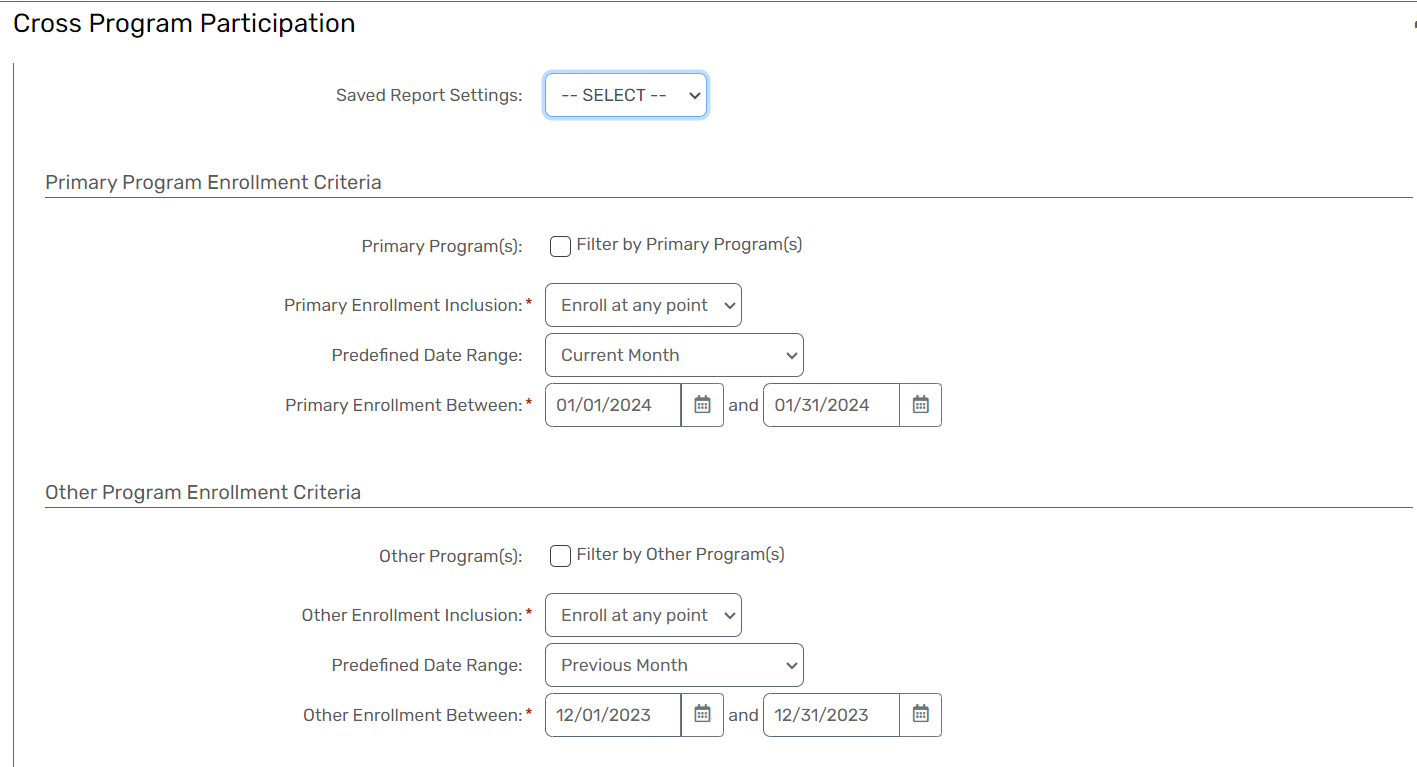 Cross Program Participation
Saved Report Settings: -- SELECT --
Primary Program Enrollment Criteria
Primary Program(s): Filter by Primary Program(s)
Primary Enrollment Inclusion:* Enroll at any point
Predefined Date Range: Current Month
Primary Enrollment Between:* 01/01/2024 and 01/31/2024
Other Program Enrollment Criteria
Other Program(s): Filter by Other Program(s)
Other Enrollment Inclusion:* Enroll at any point
Predefined Date Range: Previous Month
Other Enrollment Between:* 12/01/2023 and 12/31/2023